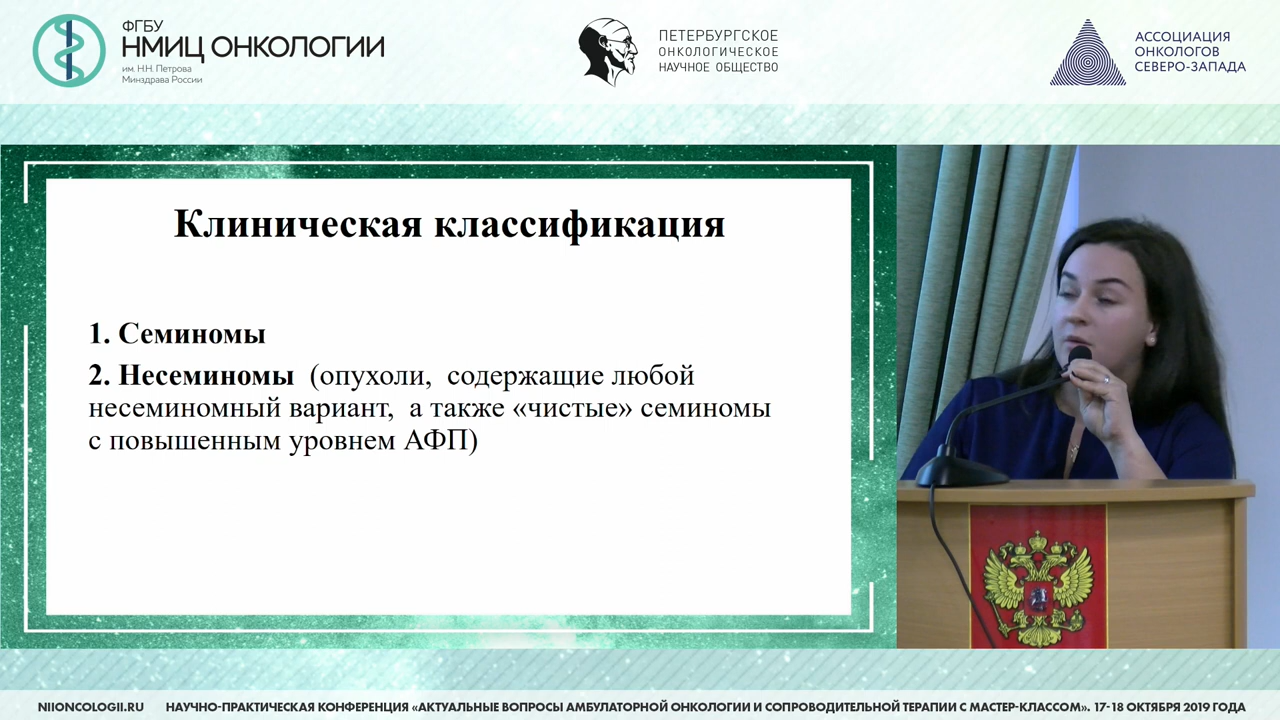 ФГБУ
НМИЦ ОНКОЛОГИИ
им. Н.Н. Петрова
Минздрава России
ПЕТЕРБУРГСКОЕ
ОНКОЛОГИЧЕСКОЕ
НАУЧНОЕ ОБЩЕСТВО
АССОЦИАЦИЯ
ОНКОЛОГОВ
СЕВЕРО-ЗАПАДА
Клиническая классификация
1. Семиномы
2. Несеминомы (опухоли, содержащие любой
несеминомный вариант, а также «чистые» семиномы
с повышенным уровнем АФП)
NIIONCOLOGII.RU НАУЧНО-ПРАКТИЧЕСКАЯ КОНФЕРЕНЦИЯ «АКТУАЛЬНЫЕ ВОПРОСЫ АМБУЛАТОРНОЙ ОНКОЛОГИИ И СОПРОВОДИТЕЛЬНОЙ ТЕРАПИИ С МАСТЕР-КЛАССОМ». 17-18 ОКТЯБРЯ 2019 ГОДА